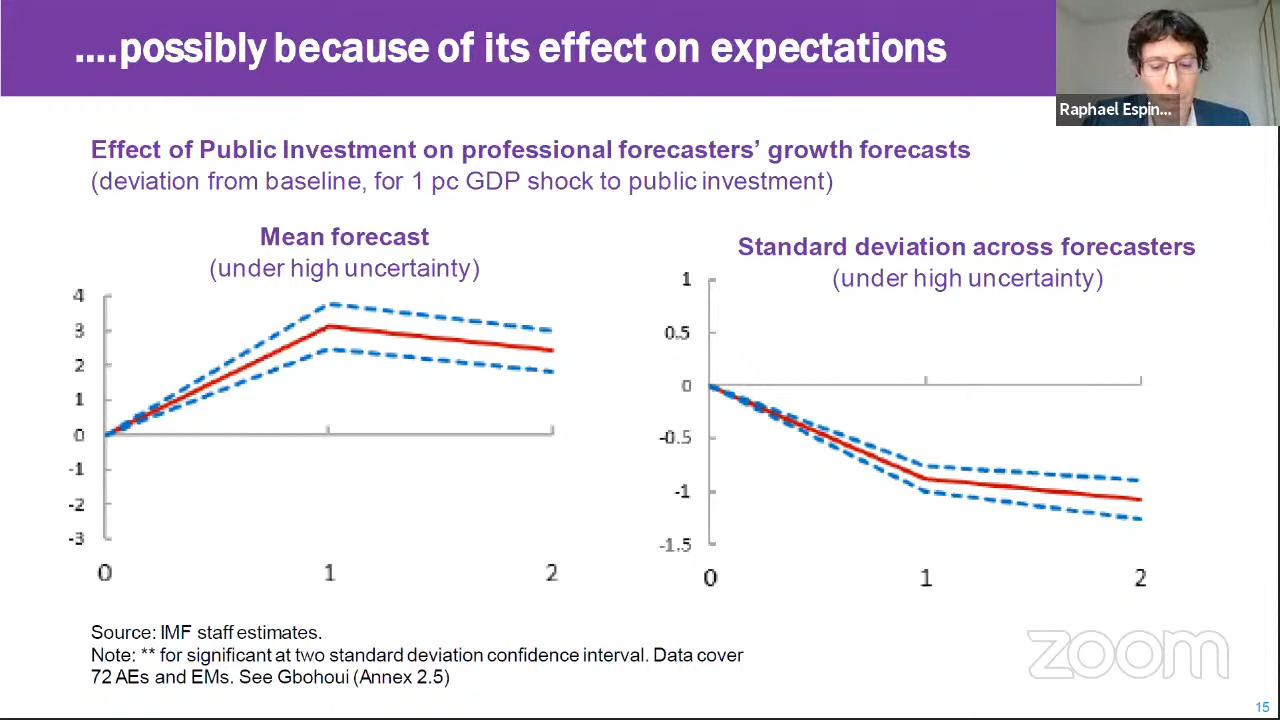 ....possibly because of its effect on expectations
Raphael Espin...
Effect of Public Investment on professional forecasters’ growth forecasts
(deviation from baseline, for 1 pc GDP shock to public investment)
Mean forecast
(under high uncertainty)
4
3
2
1
0
-1
-2
-3
0 1 2
Standard deviation across forecasters
(under high uncertainty)
1
0.5
0
-0.5
-1
-1.5
0 1 2
Source: IMF staff estimates.
Note: ** for significant at two standard deviation confidence interval. Data cover
72 AEs and EMs. See Gbohoui (Annex 2.5)
zoom
15